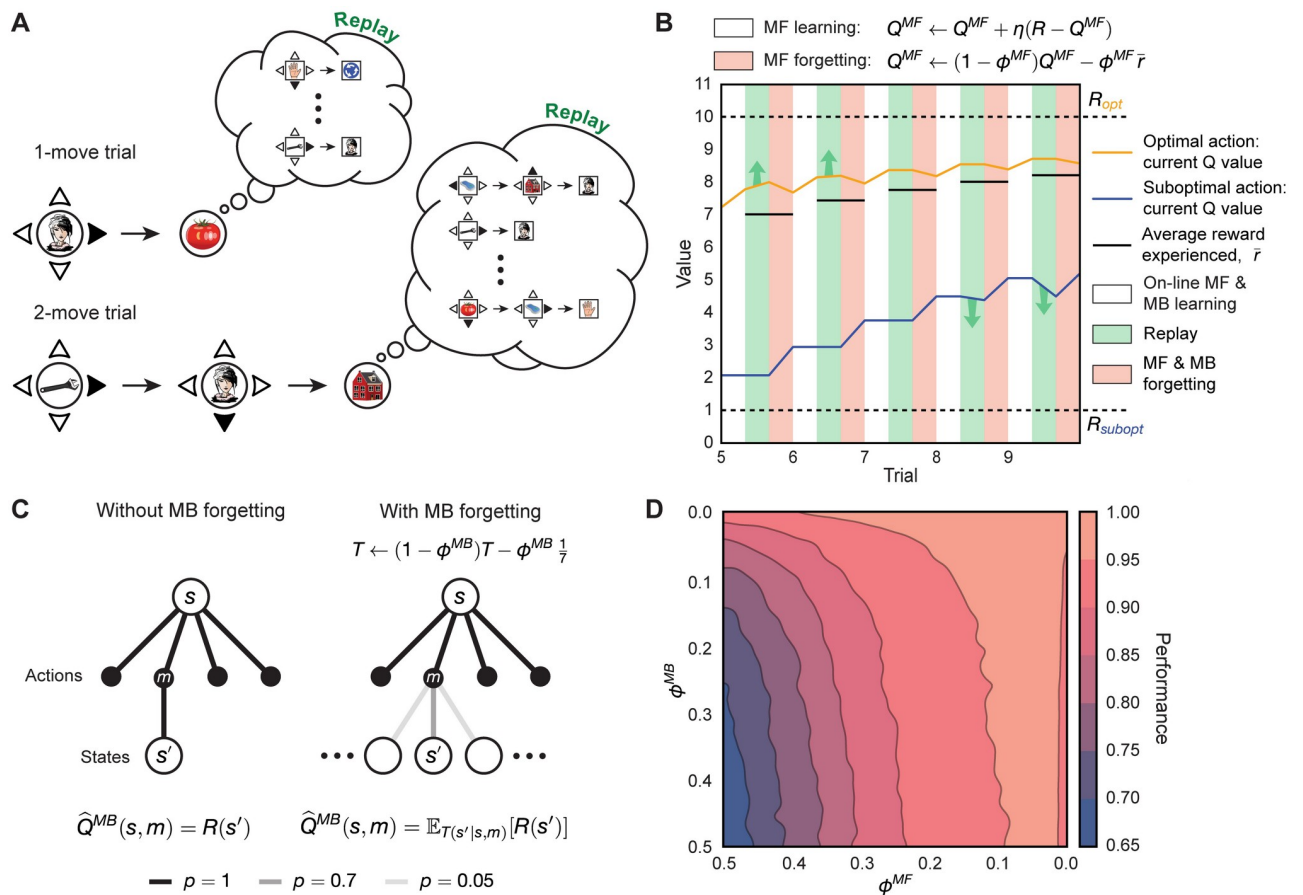 A
Replay
Replay
1-move trial
2-move trial
B
MF learning: Q^MF ← Q^MF + η(R − Q^MF)
MF forgetting: Q^MF ← (1 − ϕ^MF)Q^MF − ϕ^MF r̄
11
10
9
8
7
6
5
4
3
2
1
0
Value
5 6 7 8 9
Trial
R_opt
R_subopt
Optimal action:
current Q value
Suboptimal action:
current Q value
Average reward
experienced, r̄
On-line MF &
MB learning
Replay
MF & MB
forgetting
C
Without MB forgetting
With MB forgetting
T ← (1 − ϕ^MB)T − ϕ^MB 1/7
s
s
Actions
m
m
States
s′
s′
Q̂^MB(s, m) = R(s′)
Q̂^MB(s, m) = 𝔼_T(s′|s,m)[R(s′)]
p = 1 p = 0.7 p = 0.05
D
0.0
0.1
0.2
0.3
0.4
0.5
ϕ^MB
0.5 0.4 0.3 0.2 0.1 0.0
ϕ^MF
1.00
0.95
0.90
0.85
0.80
0.75
0.70
0.65
Performance